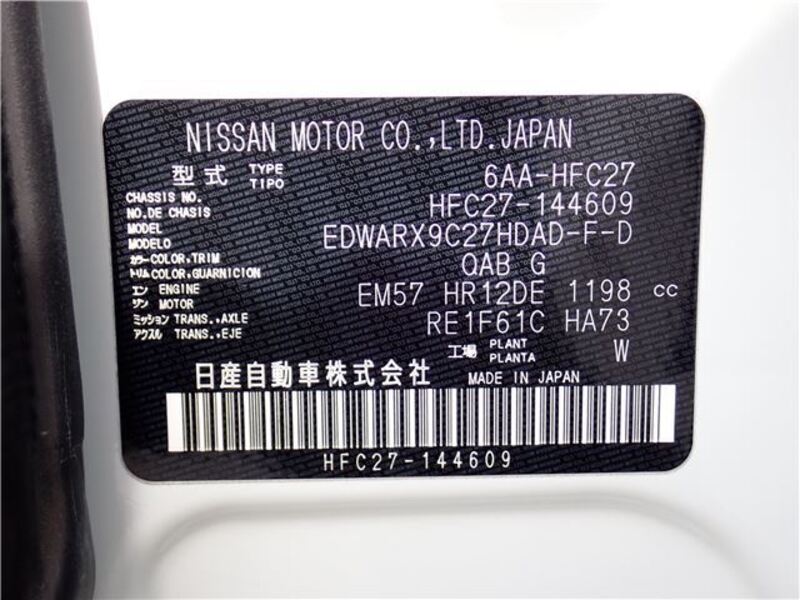 NISSAN MOTOR CO.,LTD.JAPAN
型式 TYPE TIPO 6AA-HFC27
CHASSIS NO. NO.DE CHASIS HFC27-144609
MODEL MODELO EDWARX9C27HDAD-F-D
カラー COLOR,TRIM トリム COLOR,GUARNICION QAB G
エンジン ENGINE MOTOR EM57 HR12DE 1198 cc
ミッション TRANS.,AXLE アクスル TRANS.,EJE RE1F61C HA73
工場 PLANT PLANTA W
日産自動車株式会社 MADE IN JAPAN
HFC27-144609